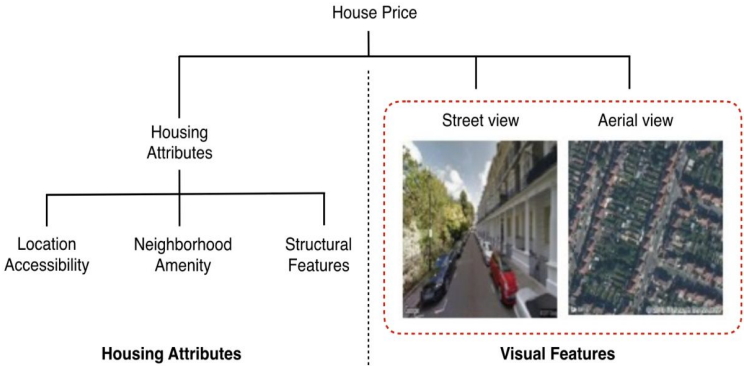 House Price
Housing
Attributes
Location
Accessibility
Neighborhood
Amenity
Structural
Features
Street view
Aerial view
Housing Attributes
Visual Features